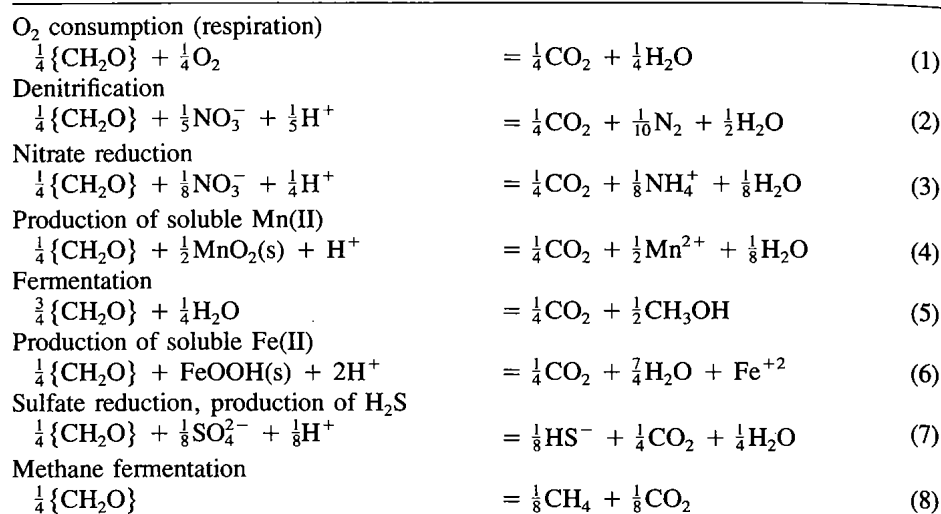 O₂ consumption (respiration)
¼{CH₂O} + ¼O₂ = ¼CO₂ + ¼H₂O (1)
Denitrification
¼{CH₂O} + ⅕NO₃⁻ + ⅕H⁺ = ¼CO₂ + ⅒N₂ + ½H₂O (2)
Nitrate reduction
¼{CH₂O} + ⅛NO₃⁻ + ¼H⁺ = ¼CO₂ + ⅛NH₄⁺ + ⅛H₂O (3)
Production of soluble Mn(II)
¼{CH₂O} + ½MnO₂(s) + H⁺ = ¼CO₂ + ½Mn²⁺ + ⅛H₂O (4)
Fermentation
¾{CH₂O} + ¼H₂O = ¼CO₂ + ½CH₃OH (5)
Production of soluble Fe(II)
¼{CH₂O} + FeOOH(s) + 2H⁺ = ¼CO₂ + 7/4H₂O + Fe⁺² (6)
Sulfate reduction, production of H₂S
¼{CH₂O} + ⅛SO₄²⁻ + ⅛H⁺ = ⅛HS⁻ + ¼CO₂ + ¼H₂O (7)
Methane fermentation
¼{CH₂O} = ⅛CH₄ + ⅛CO₂ (8)